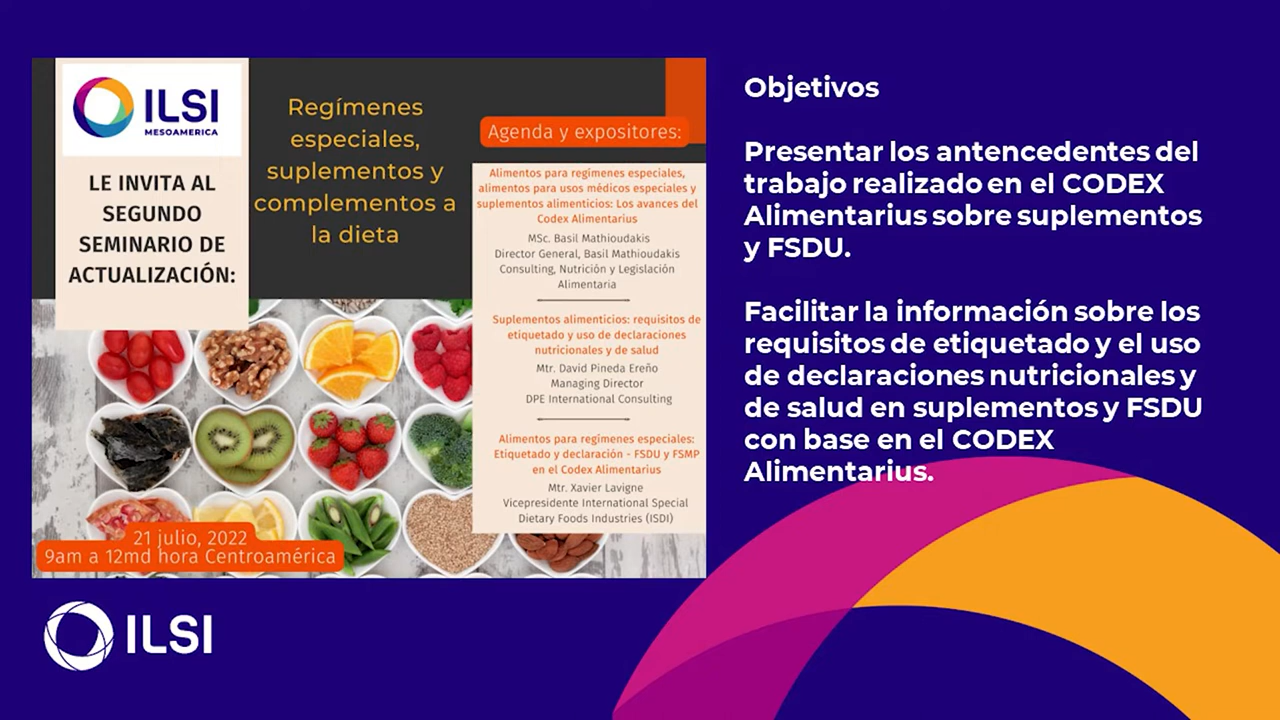 ILSI
MESOAMERICA
LE INVITA AL
SEGUNDO
SEMINARIO DE
ACTUALIZACIÓN:
Regímenes
especiales,
suplementos y
complementos a
la dieta
Agenda y expositores:
Alimentos para regímenes especiales,
alimentos para usos médicos especiales y
suplementos alimenticios: Los avances del
Codex Alimentarius
MSc. Basil Mathioudakis
Director General, Basil Mathioudakis
Consulting, Nutrición y Legislación
Alimentaria
Suplementos alimenticios: requisitos de
etiquetado y uso de declaraciones
nutricionales y de salud
Mtr. David Pineda Ereño
Managing Director
DPE International Consulting
Alimentos para regímenes especiales:
Etiquetado y declaración - FSDU y FSMP
en el Codex Alimentarius
Mtr. Xavier Lavigne
Vicepresidente International Special
Dietary Foods Industries (ISDI)
21 julio, 2022
9am a 12md hora Centroamérica
Objetivos
Presentar los antencedentes del
trabajo realizado en el CODEX
Alimentarius sobre suplementos
y FSDU.
Facilitar la información sobre los
requisitos de etiquetado y el uso
de declaraciones nutricionales y
de salud en suplementos y FSDU
con base en el CODEX
Alimentarius.
ILSI